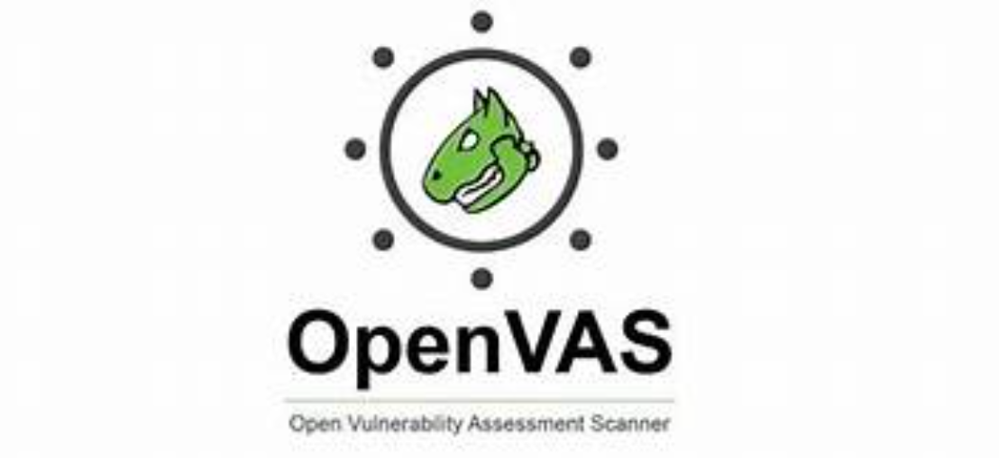 OpenVAS
Open Vulnerability Assessment Scanner